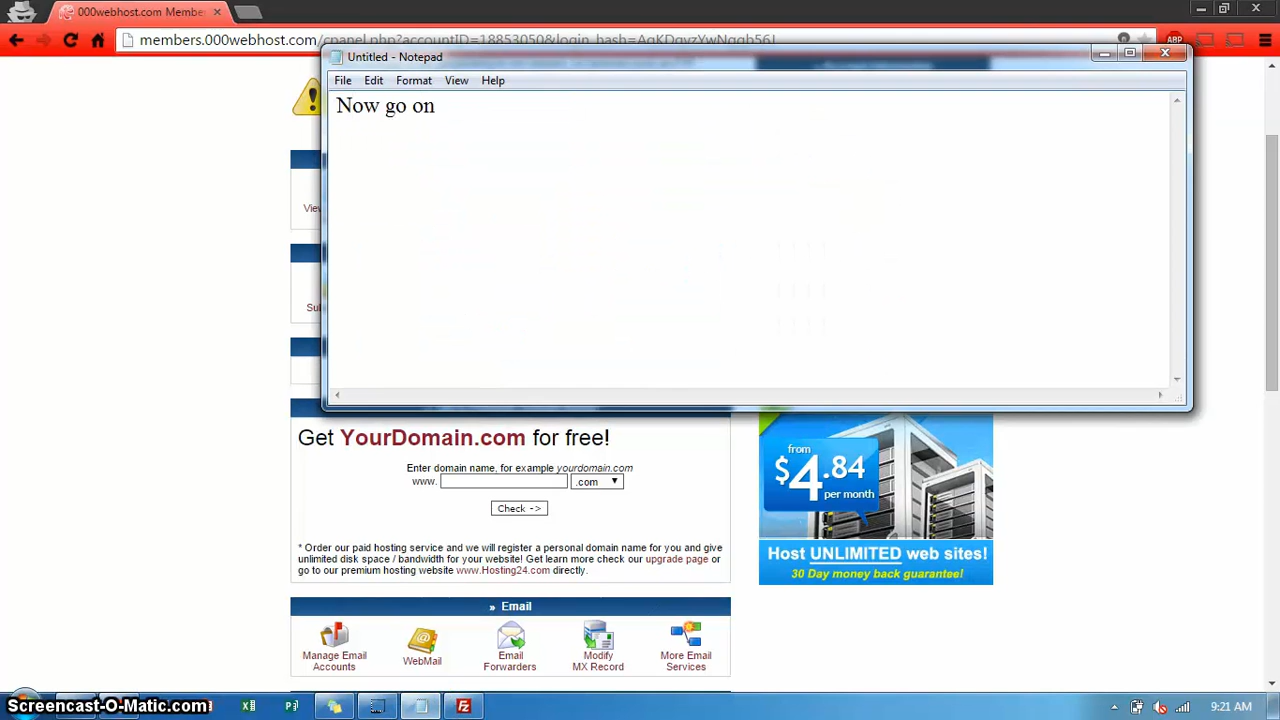 000webhost.com Membe
members.000webhost.com/cpanel.php?accountID=18853050&login_hash=
ABP
Untitled - Notepad
File Edit Format View Help
Now go on
Get YourDomain.com for free!
Enter domain name, for example yourdomain.com
www. .com
Check ->
* Order our paid hosting service and we will register a personal domain name for you and give
unlimited disk space / bandwidth for your website! Get learn more check our upgrade page or
go to our premium hosting website www.Hosting24.com directly.
from
$4.84
per month
Host UNLIMITED web sites!
30 Day money back guarantee!
» Email
Manage Email
Accounts
WebMail
Email
Forwarders
Modify
MX Record
More Email
Services
Screencast-O-Matic.com
9:21 AM